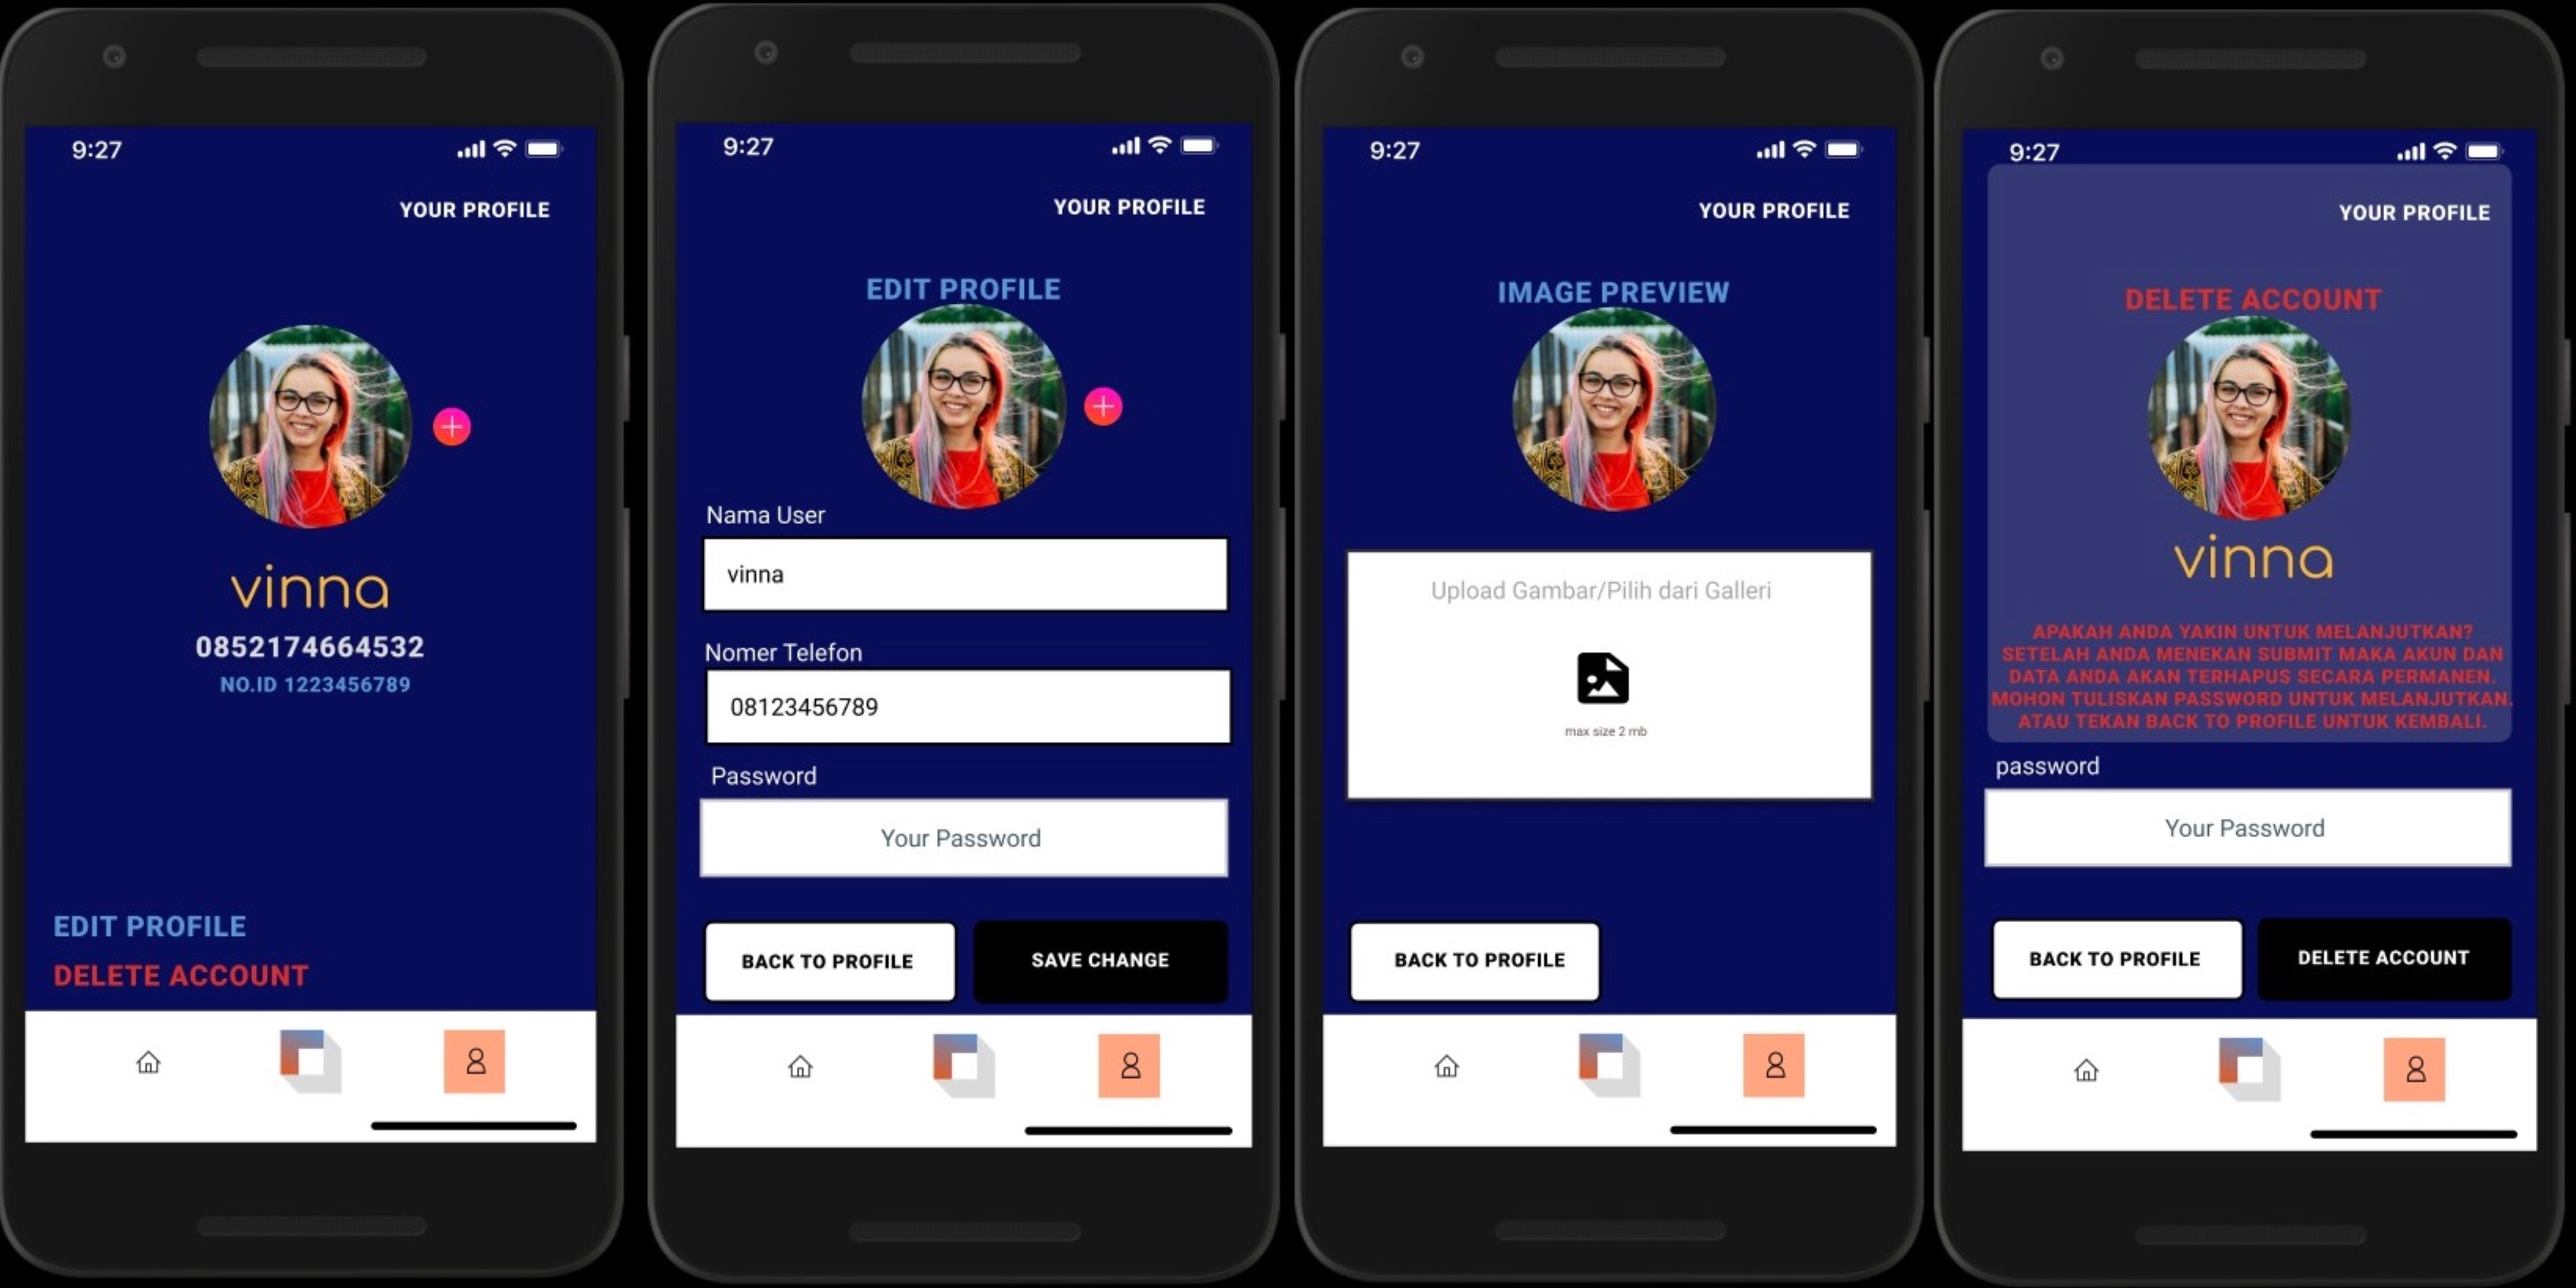 9:27
YOUR PROFILE
vinna
0852174664532
NO.ID 1223456789
EDIT PROFILE
DELETE ACCOUNT
9:27
YOUR PROFILE
EDIT PROFILE
Nama User
vinna
Nomer Telefon
08123456789
Password
Your Password
BACK TO PROFILE
SAVE CHANGE
9:27
YOUR PROFILE
IMAGE PREVIEW
Upload Gambar/Pilih dari Galleri
max size 2 mb
BACK TO PROFILE
9:27
YOUR PROFILE
DELETE ACCOUNT
vinna
APAKAH ANDA YAKIN UNTUK MELANJUTKAN?
SETELAH ANDA MENEKAN SUBMIT MAKA AKUN DAN
DATA ANDA AKAN TERHAPUS SECARA PERMANEN.
MOHON TULISKAN PASSWORD UNTUK MELANJUTKAN.
ATAU TEKAN BACK TO PROFILE UNTUK KEMBALI.
password
Your Password
BACK TO PROFILE
DELETE ACCOUNT